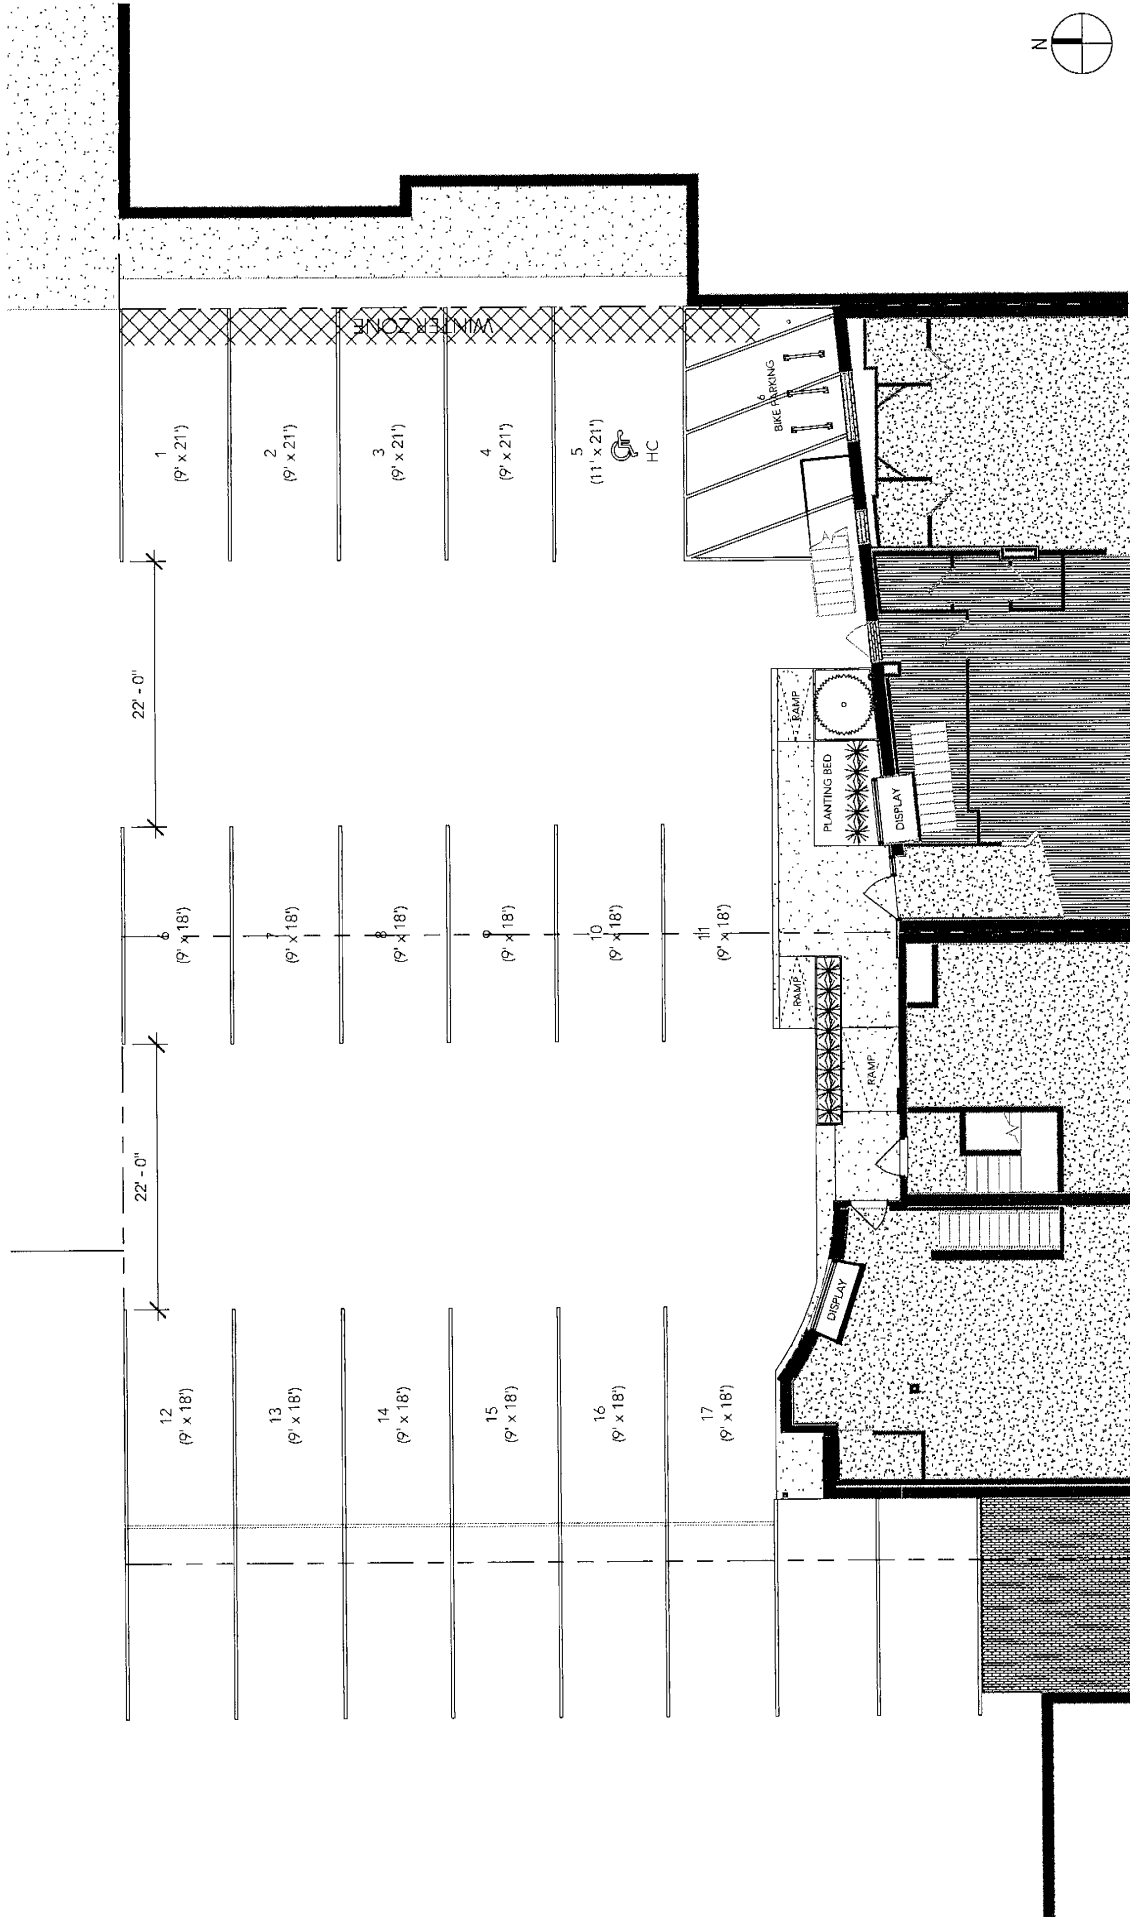 N
WINTER ZONE
1
(9' x 21')
2
(9' x 21')
3
(9' x 21')
4
(9' x 21')
5
(11' x 21')
HC
6
BIKE PARKING
22' - 0"
RAMP
PLANTING BED
DISPLAY
6
(9' x 18')
7
(9' x 18')
8
(9' x 18')
9
(9' x 18')
10
(9' x 18')
11
(9' x 18')
RAMP
RAMP
22' - 0"
DISPLAY
12
(9' x 18')
13
(9' x 18')
14
(9' x 18')
15
(9' x 18')
16
(9' x 18')
17
(9' x 18')